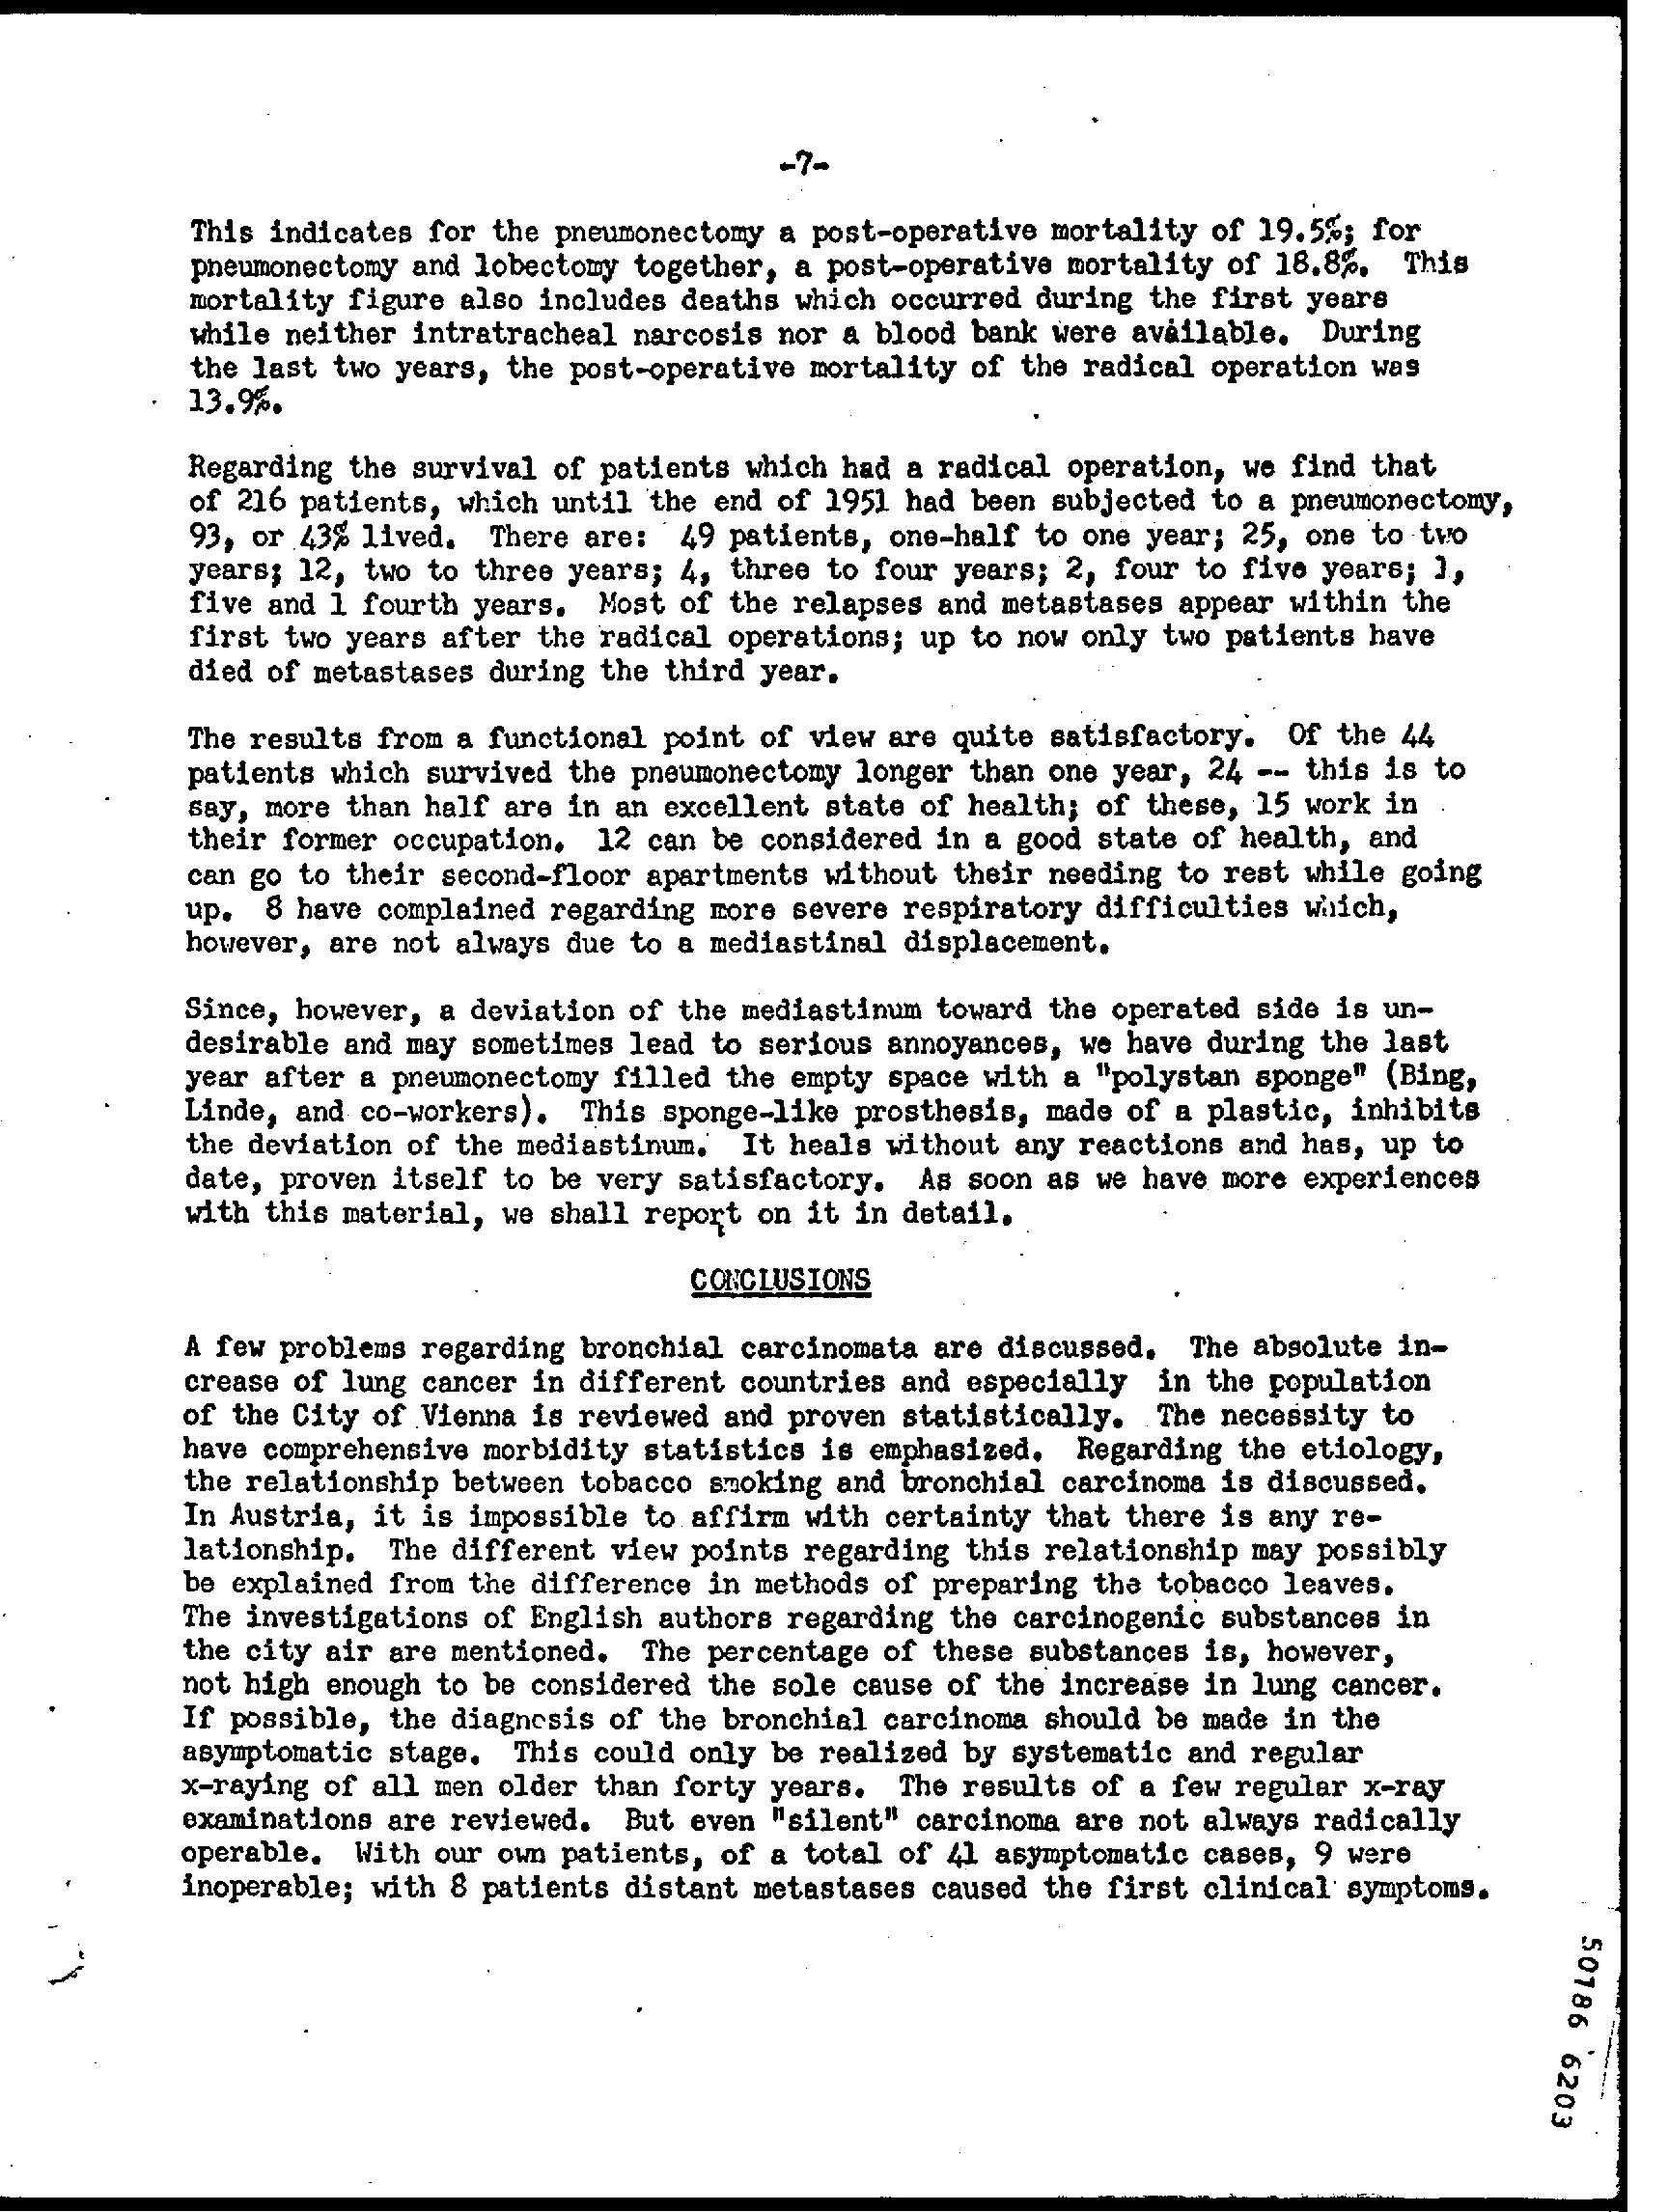 -7-
This indicates for the pneumonectomy a post-operative mortality of 19.5%; for
pneumonectomy and lobectomy together, a post-operative mortality of 18.8%. This
mortality figure also includes deaths which occurred during the first years
while neither intratracheal narcosis nor a blood bank were available. During
the last two years, the post-operative mortality of the radical operation was
13.9%.
Regarding the survival of patients which had a radical operation, we find that
of 216 patients, which until the end of 1951 had been subjected to a pneumonectomy,
93, or 43% lived. There are: 49 patients, one-half to one year; 25, one to two
years; 12, two to three years; 4, three to four years; 2, four to five years; 1,
five and 1 fourth years. Most of the relapses and metastases appear within the
first two years after the radical operations; up to now only two patients have
died of metastases during the third year.
The results from a functional point of view are quite satisfactory. Of the 44
patients which survived the pneumonectomy longer than one year, 24 -- this is to
say, more than half are in an excellent state of health; of these, 15 work in
their former occupation. 12 can be considered in a good state of health, and
can go to their second-floor apartments without their needing to rest while going
up. 8 have complained regarding more severe respiratory difficulties which,
however, are not always due to a mediastinal displacement.
Since, however, a deviation of the mediastinum toward the operated side is un-
desirable and may sometimes lead to serious annoyances, we have during the last
year after a pneumonectomy filled the empty space with a "polystan sponge" (Bing,
Linde, and co-workers). This sponge-like prosthesis, made of a plastic, inhibits
the deviation of the mediastinum. It heals without any reactions and has, up to
date, proven itself to be very satisfactory. As soon as we have more experiences
with this material, we shall report on it in detail.
CONCLUSIONS
A few problems regarding bronchial carcinomata are discussed. The absolute in-
crease of lung cancer in different countries and especially in the population
of the City of Vienna is reviewed and proven statistically. The necessity to
have comprehensive morbidity statistics is emphasized. Regarding the etiology,
the relationship between tobacco smoking and bronchial carcinoma is discussed.
In Austria, it is impossible to affirm with certainty that there is any re-
lationship. The different view points regarding this relationship may possibly
be explained from the difference in methods of preparing the tobacco leaves.
The investigations of English authors regarding the carcinogenic substances in
the city air are mentioned. The percentage of these substances is, however,
not high enough to be considered the sole cause of the increase in lung cancer.
If possible, the diagnosis of the bronchial carcinoma should be made in the
asymptomatic stage. This could only be realized by systematic and regular
x-raying of all men older than forty years. The results of a few regular x-ray
examinations are reviewed. But even "silent" carcinoma are not always radically
operable. With our own patients, of a total of 41 asymptomatic cases, 9 were
inoperable; with 8 patients distant metastases caused the first clinical symptoms.
50186 6203